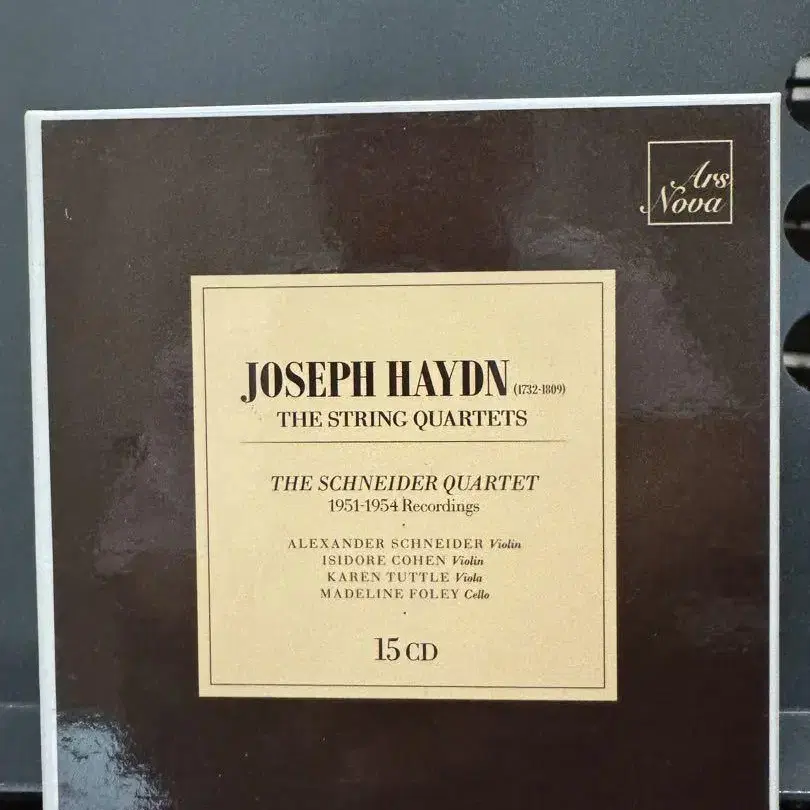 Ars
Nova
JOSEPH HAYDN (1732-1809)
THE STRING QUARTETS
THE SCHNEIDER QUARTET
1951-1954 Recordings
ALEXANDER SCHNEIDER Violin
ISIDORE COHEN Violin
KAREN TUTTLE Viola
MADELINE FOLEY Cello
15 CD